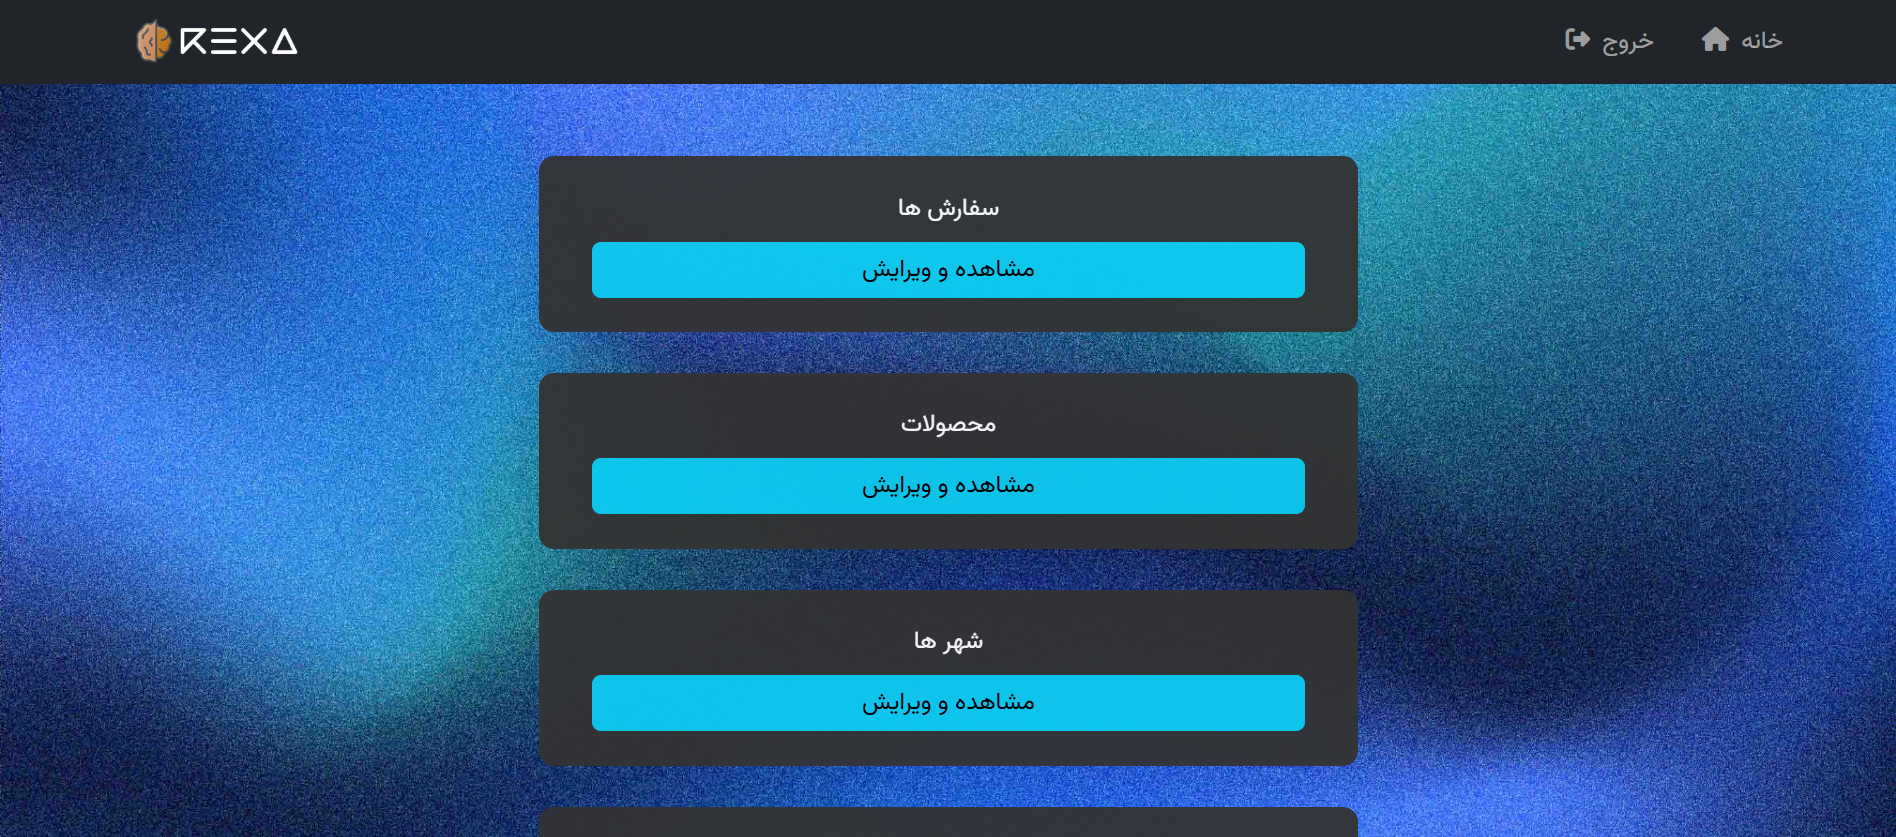 خانه
خروج
REXA
سفارش ها
مشاهده و ویرایش
محصولات
مشاهده و ویرایش
شهر ها
مشاهده و ویرایش